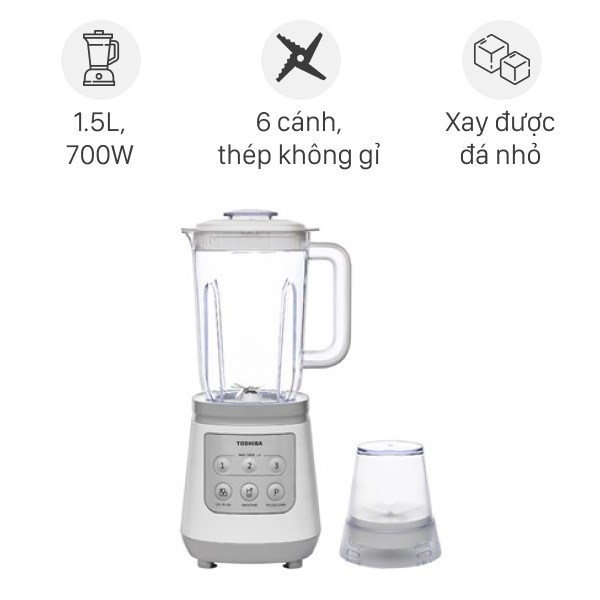 1.5L,
700W
6 cánh,
thép không gỉ
Xay được
đá nhỏ
TOSHIBA
1 2 3
P